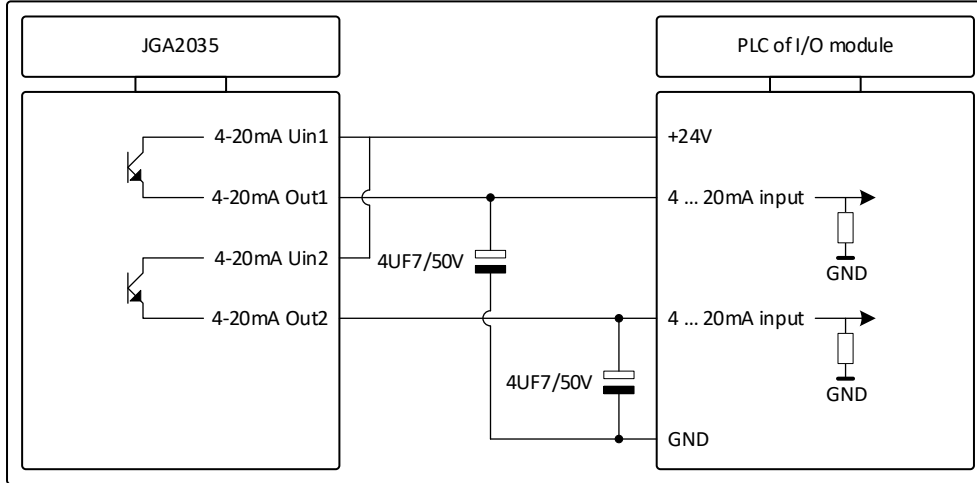 JGA2035
PLC of I/O module
4-20mA Uin1
+24V
4-20mA Out1
4 ... 20mA input
4-20mA Uin2
4UF7/50V
GND
4-20mA Out2
4 ... 20mA input
4UF7/50V
GND
GND